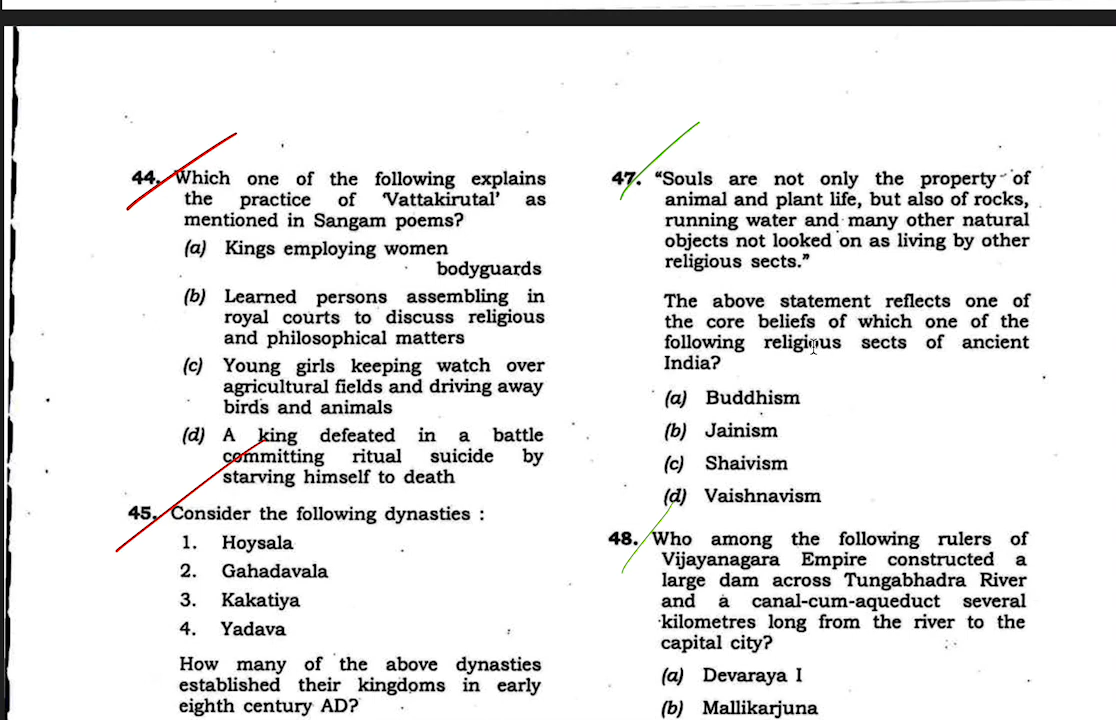 44. Which one of the following explains
the practice of 'Vattakirutal' as
mentioned in Sangam poems?
(a) Kings employing women
bodyguards
(b) Learned persons assembling in
royal courts to discuss religious
and philosophical matters
(c) Young girls keeping watch over
agricultural fields and driving away
birds and animals
(d) A king defeated in a battle
committing ritual suicide by
starving himself to death
45. Consider the following dynasties :
1. Hoysala
2. Gahadavala
3. Kakatiya
4. Yadava
How many of the above dynasties
established their kingdoms in early
eighth century AD?
47. "Souls are not only the property of
animal and plant life, but also of rocks,
running water and many other natural
objects not looked on as living by other
religious sects."
The above statement reflects one of
the core beliefs of which one of the
following religious sects of ancient
India?
(a) Buddhism
(b) Jainism
(c) Shaivism
(d) Vaishnavism
48. Who among the following rulers of
Vijayanagara Empire constructed a
large dam across Tungabhadra River
and a canal-cum-aqueduct several
kilometres long from the river to the
capital city?
(a) Devaraya I
(b) Mallikarjuna